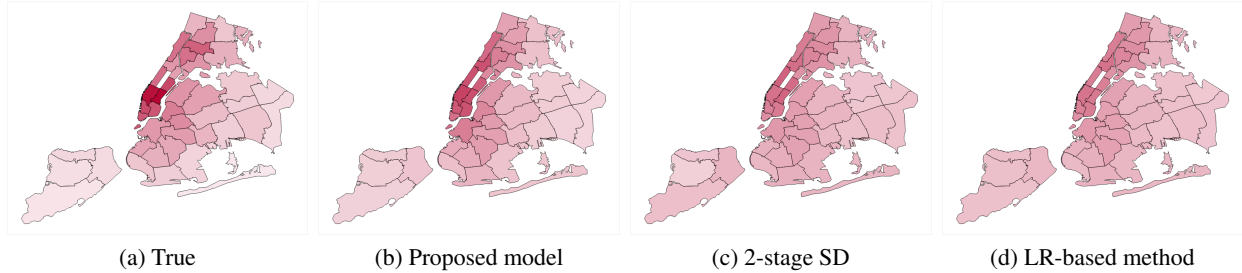 (a) True
(b) Proposed model
(c) 2-stage SD
(d) LR-based method